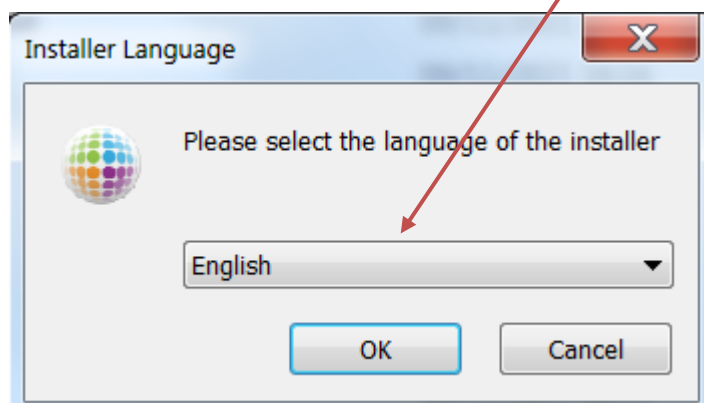 Installer Language
Please select the language of the installer
English
OK
Cancel